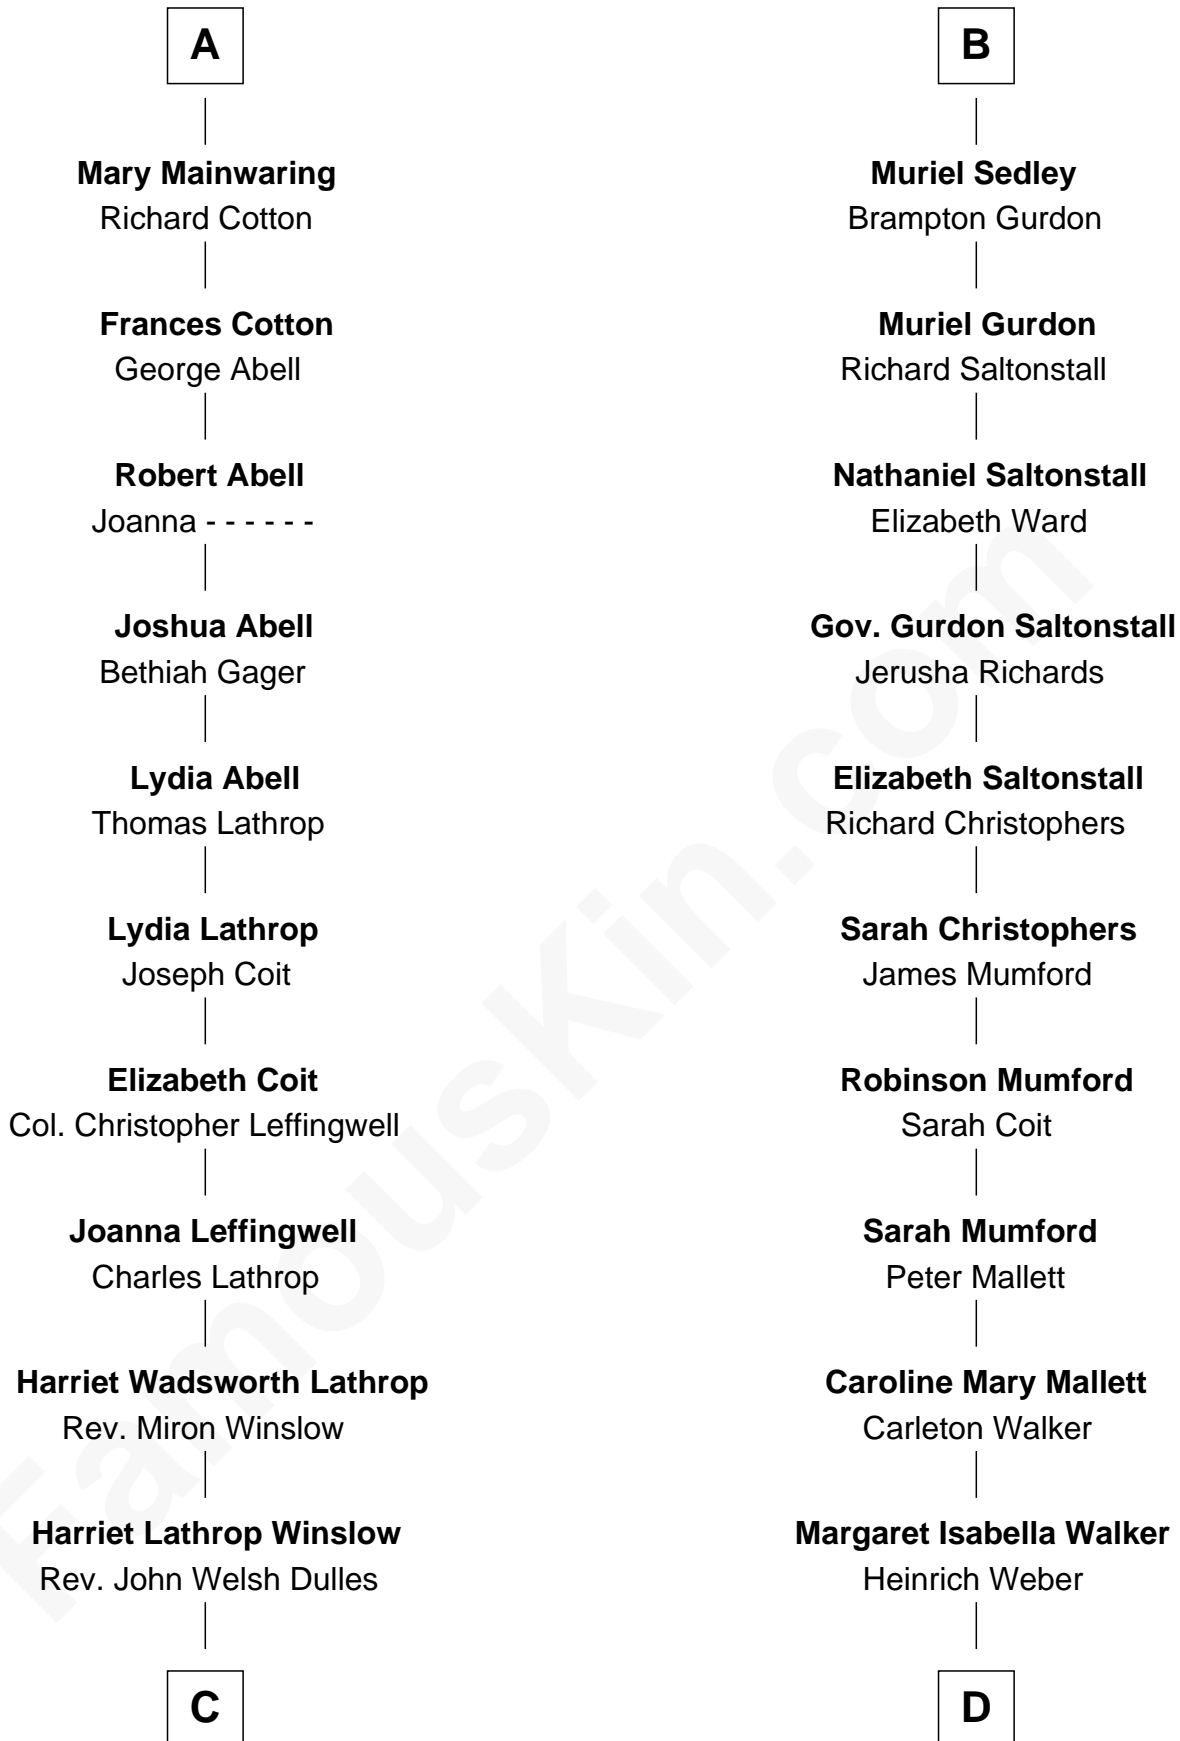 A
Mary Mainwaring
Richard Cotton
Frances Cotton
George Abell
Robert Abell
Joanna - - - - - -
Joshua Abell
Bethiah Gager
Lydia Abell
Thomas Lathrop
Lydia Lathrop
Joseph Coit
Elizabeth Coit
Col. Christopher Leffingwell
Joanna Leffingwell
Charles Lathrop
Harriet Wadsworth Lathrop
Rev. Miron Winslow
Harriet Lathrop Winslow
Rev. John Welsh Dulles
C
B
Muriel Sedley
Brampton Gurdon
Muriel Gurdon
Richard Saltonstall
Nathaniel Saltonstall
Elizabeth Ward
Gov. Gurdon Saltonstall
Jerusha Richards
Elizabeth Saltonstall
Richard Christophers
Sarah Christophers
James Mumford
Robinson Mumford
Sarah Coit
Sarah Mumford
Peter Mallett
Caroline Mary Mallett
Carleton Walker
Margaret Isabella Walker
Heinrich Weber
D
FamousKin.com